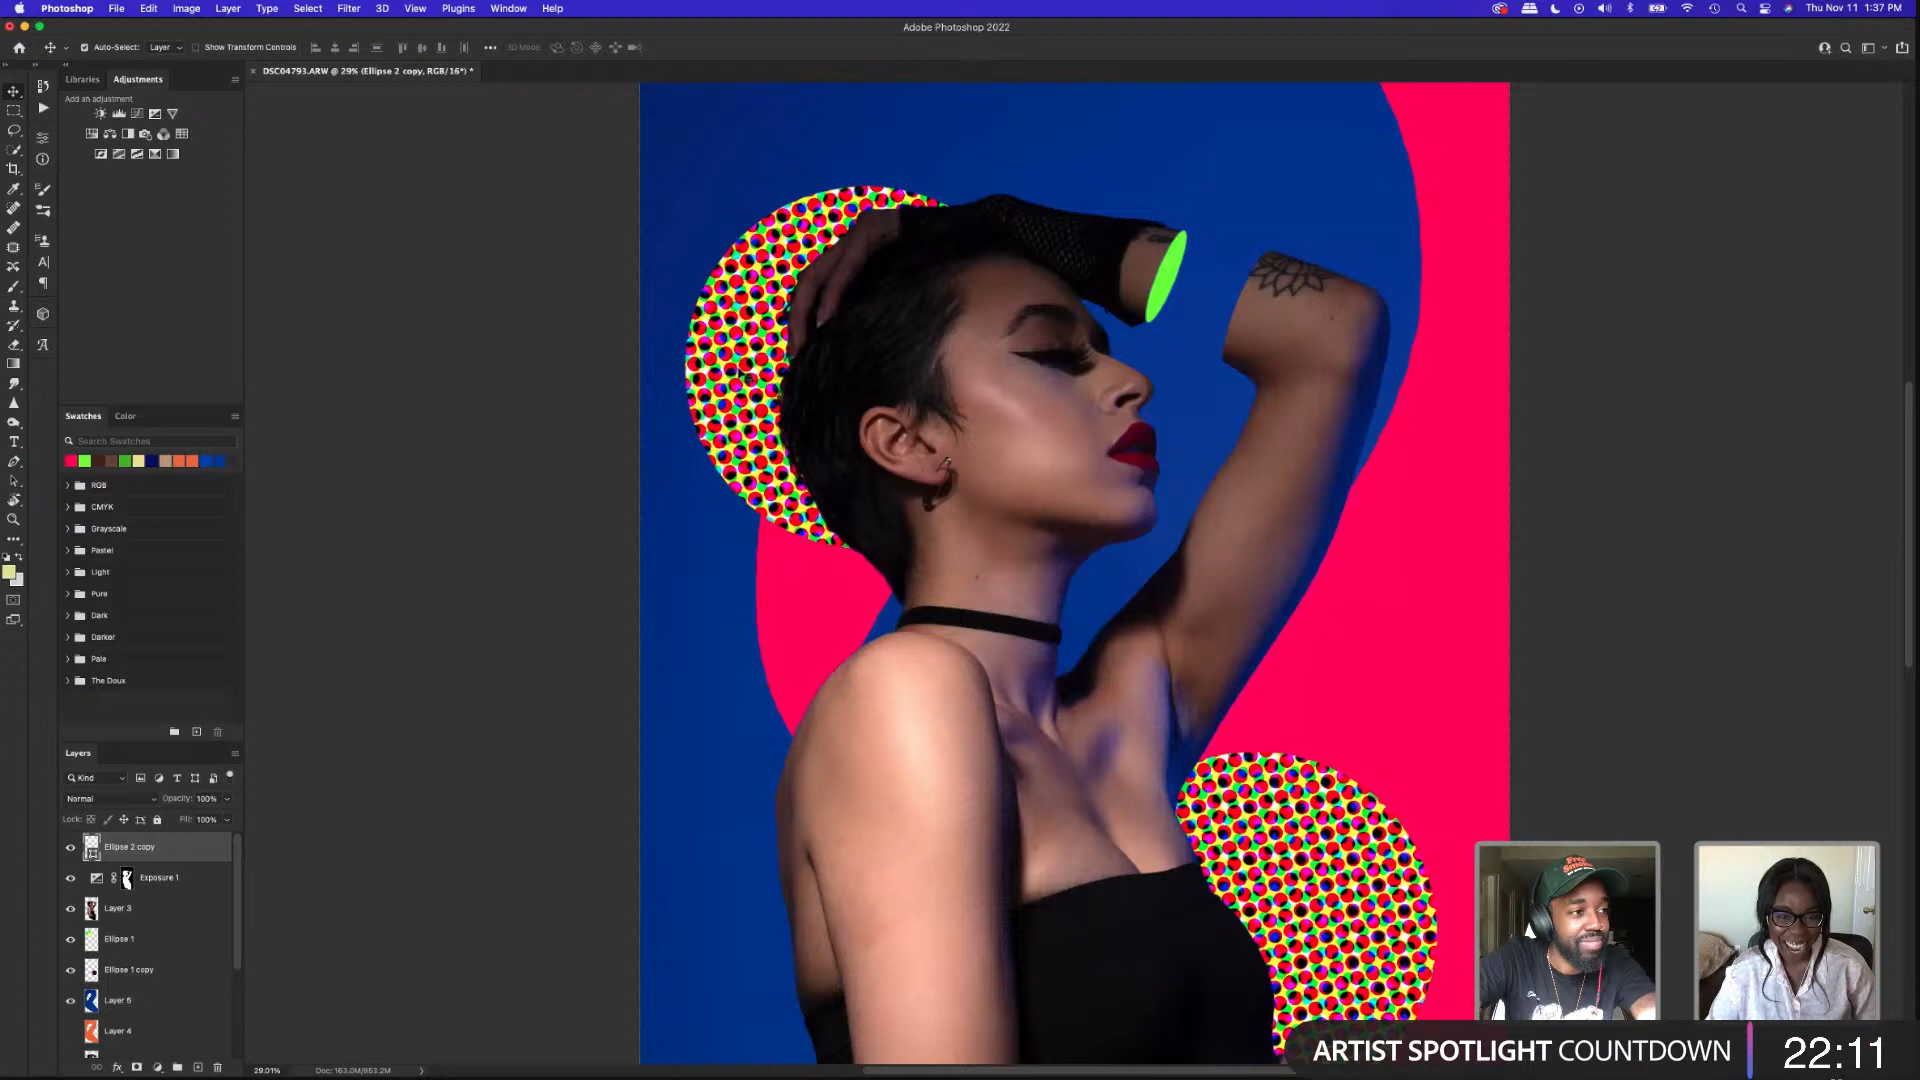 Photoshop File Edit Image Layer Type Select Filter 3D View Plugins Window Help Thu Nov 11 1:37 PM
Adobe Photoshop 2022
Auto-Select: Layer Show Transform Controls 3D Mode:
DSC04793.ARW @ 29% (Ellipse 2 copy, RGB/16*) *
Libraries Adjustments
Add an adjustment
Swatches Color
Search Swatches
RGB
CMYK
Grayscale
Pastel
Light
Pure
Dark
Darker
Pale
The Doux
Layers
Kind
Normal Opacity: 100%
Lock: Fill: 100%
Ellipse 2 copy
Exposure 1
Layer 3
Ellipse 1
Ellipse 1 copy
Layer 5
Layer 4
fx
29.01% Doc: 163.0M/853.2M
ARTIST SPOTLIGHT COUNTDOWN 22:11